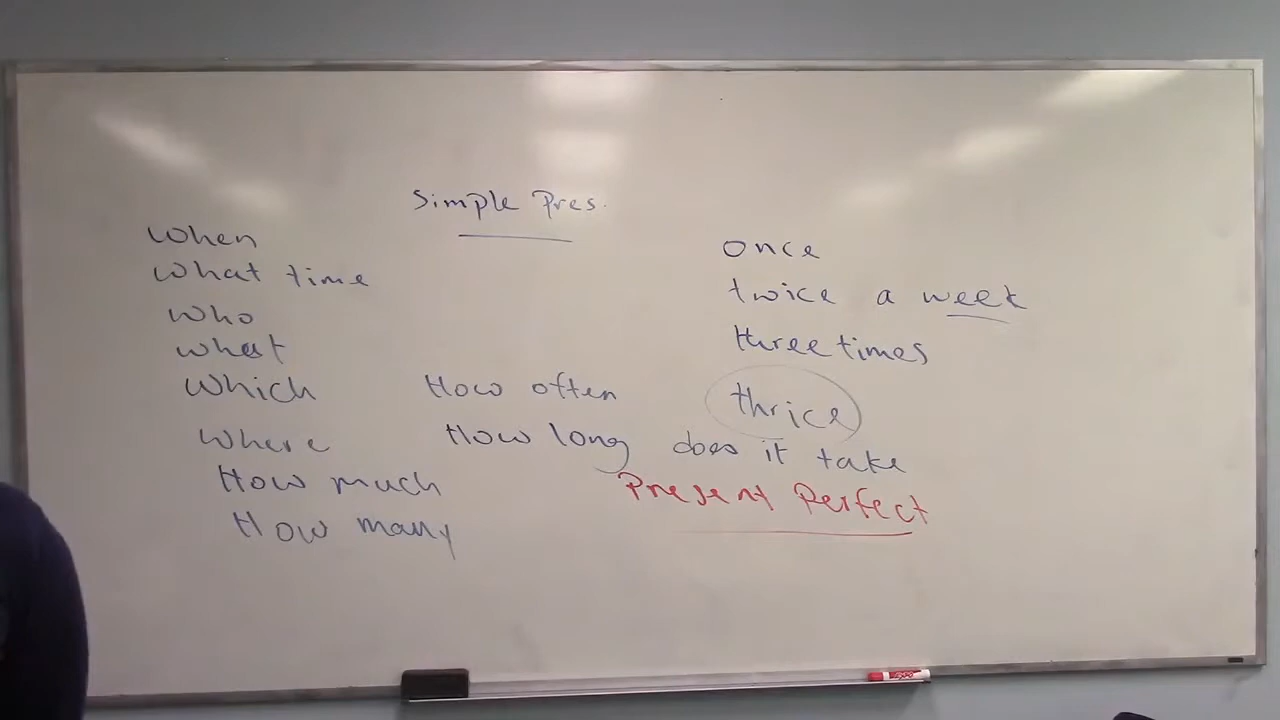 Simple Pres.
When
What time
Who
What
Which
Where
How much
How many
How often
How long does it take
once
twice a week
three times
thrice
Present Perfect
EXPO